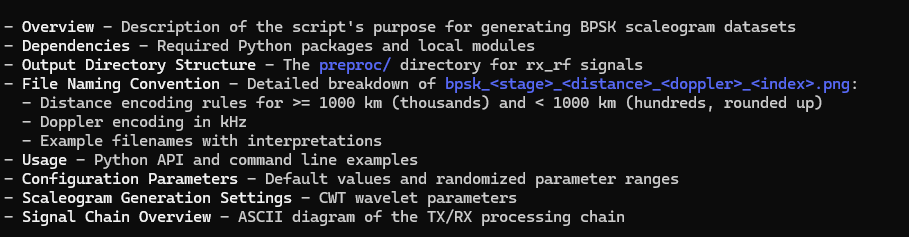 - Overview - Description of the script's purpose for generating BPSK scaleogram datasets
- Dependencies - Required Python packages and local modules
- Output Directory Structure - The preproc/ directory for rx_rf signals
- File Naming Convention - Detailed breakdown of bpsk_<stage>_<distance>_<doppler>_<index>.png:
  - Distance encoding rules for >= 1000 km (thousands) and < 1000 km (hundreds, rounded up)
  - Doppler encoding in kHz
  - Example filenames with interpretations
- Usage - Python API and command line examples
- Configuration Parameters - Default values and randomized parameter ranges
- Scaleogram Generation Settings - CWT wavelet parameters
- Signal Chain Overview - ASCII diagram of the TX/RX processing chain